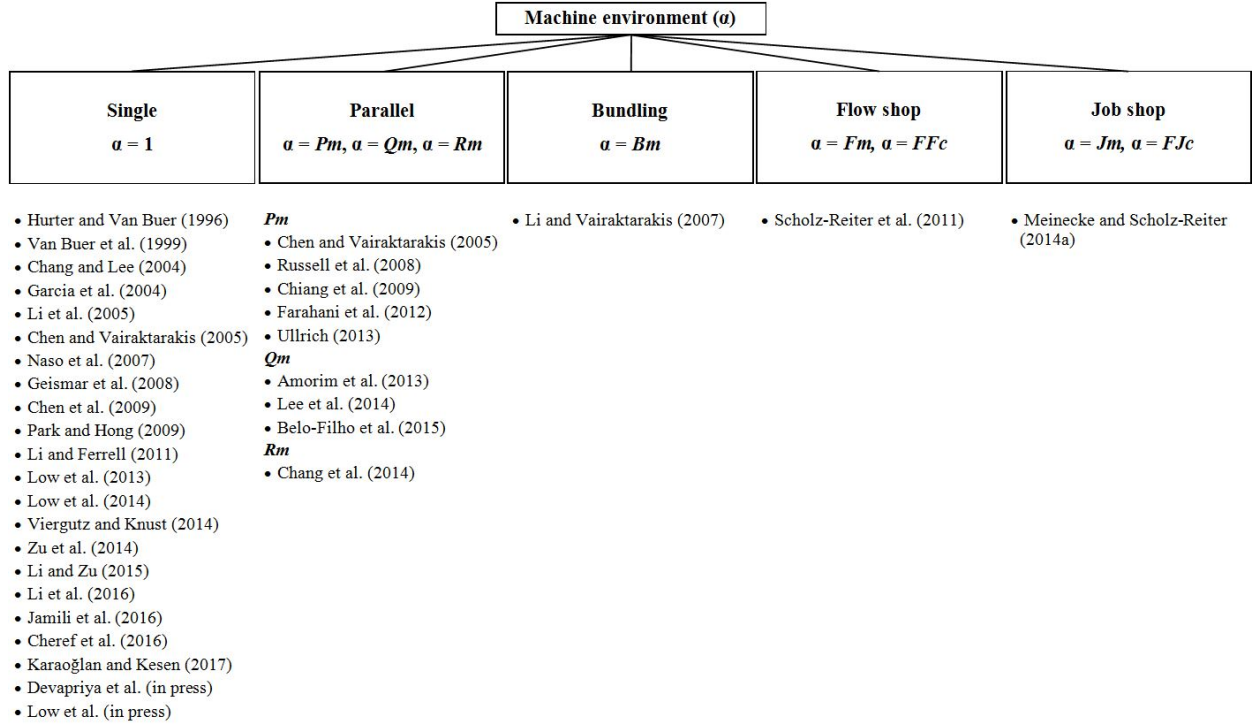 Machine environment (α)
Single
α = 1
Parallel
α = Pm, α = Qm, α = Rm
Bundling
α = Bm
Flow shop
α = Fm, α = FFc
Job shop
α = Jm, α = FJc
• Hurter and Van Buer (1996)
• Van Buer et al. (1999)
• Chang and Lee (2004)
• Garcia et al. (2004)
• Li et al. (2005)
• Chen and Vairaktarakis (2005)
• Naso et al. (2007)
• Geismar et al. (2008)
• Chen et al. (2009)
• Park and Hong (2009)
• Li and Ferrell (2011)
• Low et al. (2013)
• Low et al. (2014)
• Viergutz and Knust (2014)
• Zu et al. (2014)
• Li and Zu (2015)
• Li et al. (2016)
• Jamili et al. (2016)
• Cheref et al. (2016)
• Karaoğlan and Kesen (2017)
• Devapriya et al. (in press)
• Low et al. (in press)
Pm
• Chen and Vairaktarakis (2005)
• Russell et al. (2008)
• Chiang et al. (2009)
• Farahani et al. (2012)
• Ullrich (2013)
Qm
• Amorim et al. (2013)
• Lee et al. (2014)
• Belo-Filho et al. (2015)
Rm
• Chang et al. (2014)
• Li and Vairaktarakis (2007)
• Scholz-Reiter et al. (2011)
• Meinecke and Scholz-Reiter
(2014a)